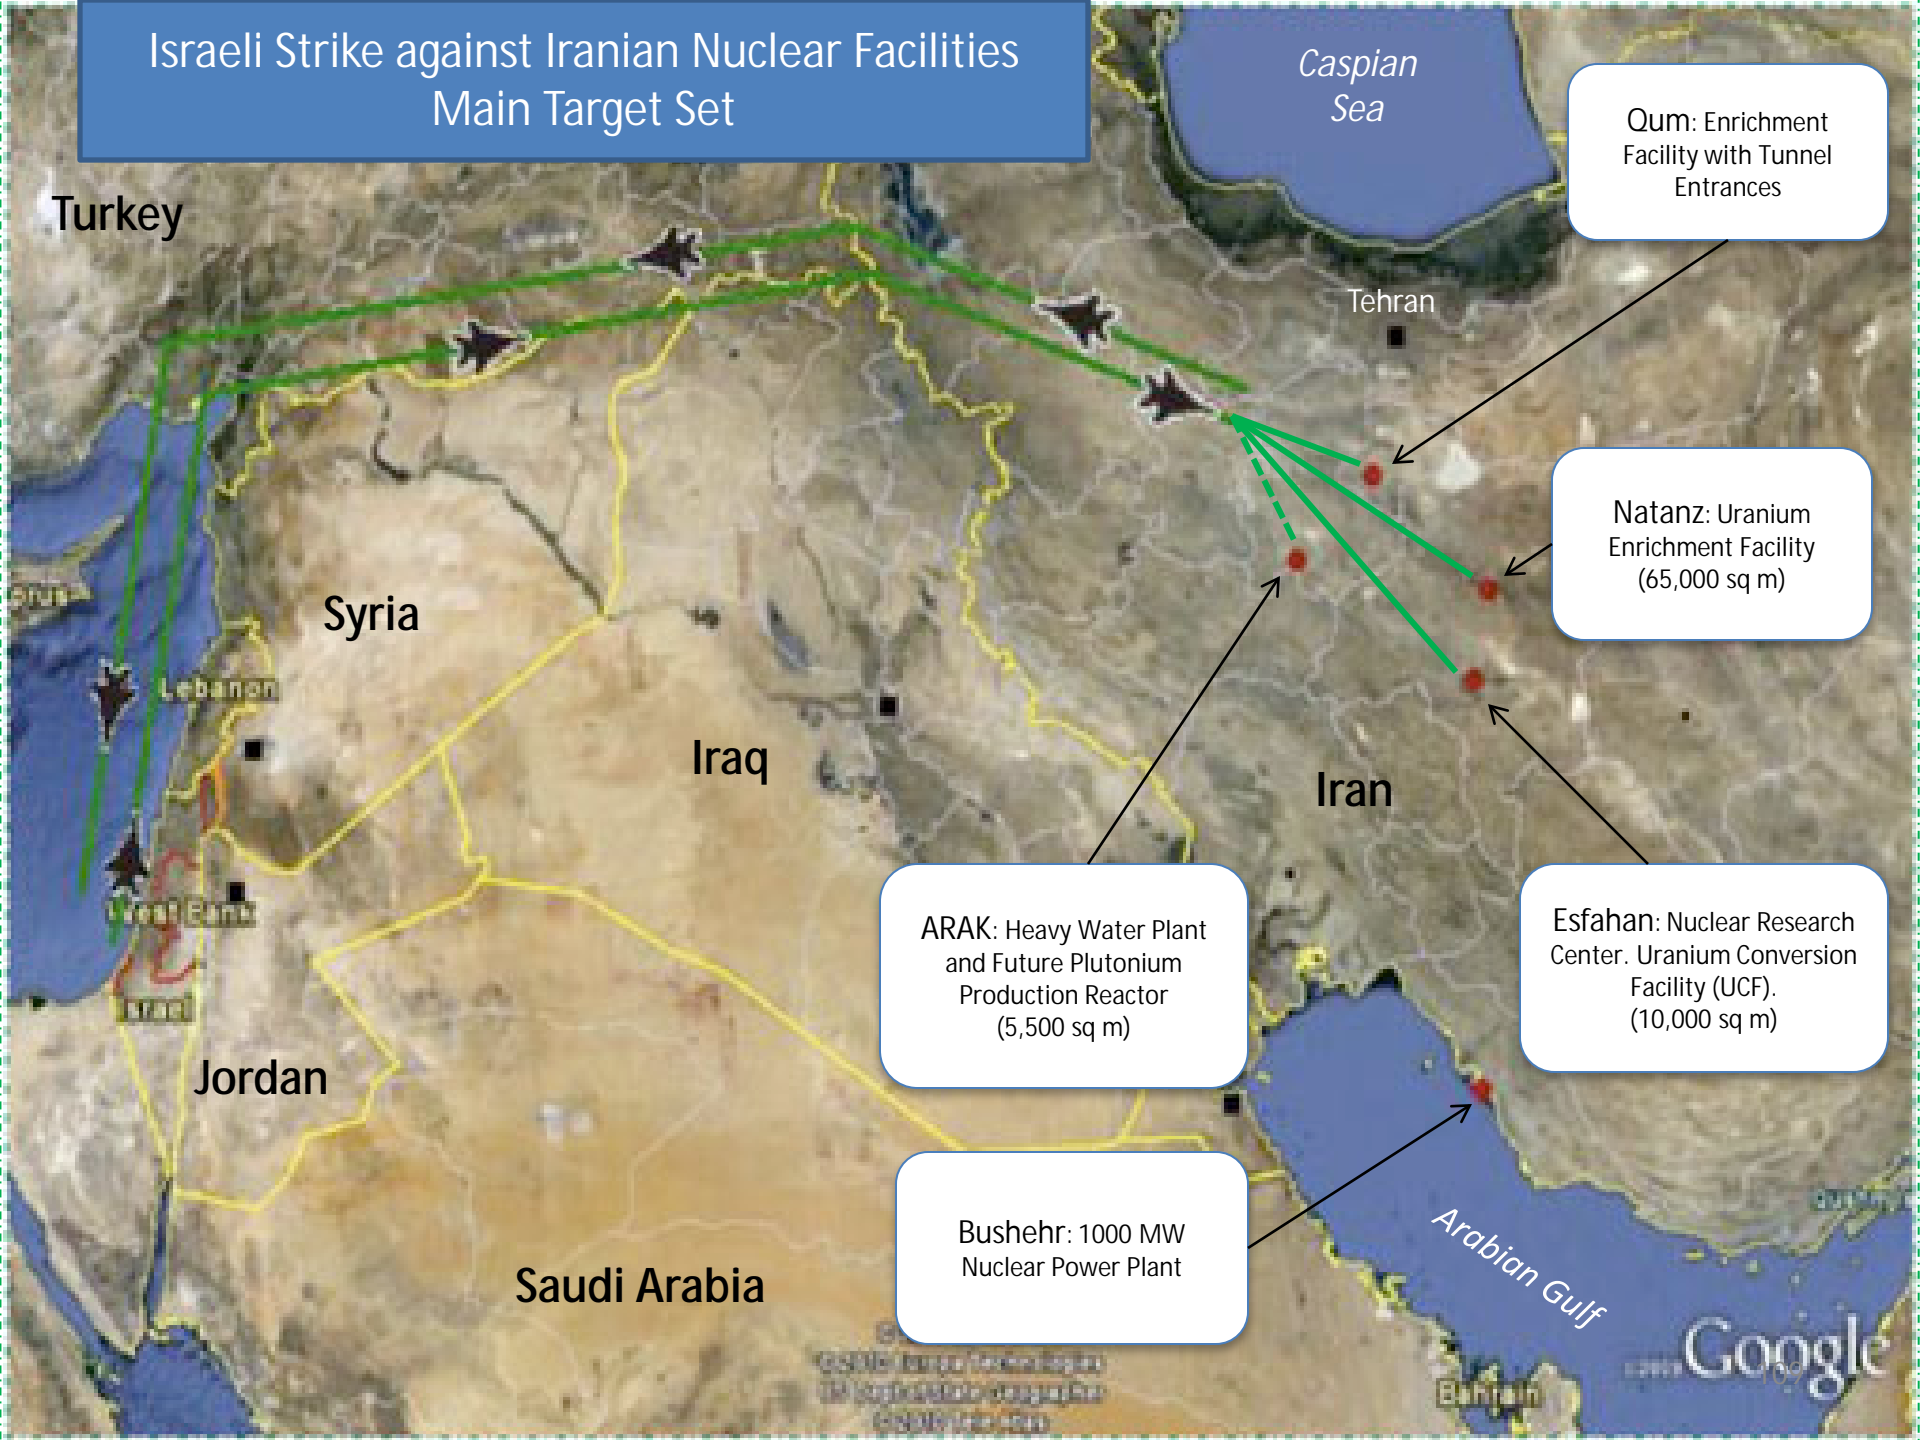 Israeli Strike against Iranian Nuclear Facilities
Main Target Set
Caspian
Sea
Qum: Enrichment
Facility with Tunnel
Entrances
Turkey
Tehran
Natanz: Uranium
Enrichment Facility
(65,000 sq m)
Syria
Lebanon
Iraq
Iran
West Bank
ARAK: Heavy Water Plant
and Future Plutonium
Production Reactor
(5,500 sq m)
Esfahan: Nuclear Research
Center. Uranium Conversion
Facility (UCF).
(10,000 sq m)
Israel
Jordan
Bushehr: 1000 MW
Nuclear Power Plant
Arabian Gulf
Saudi Arabia
Google
109
Bahrain